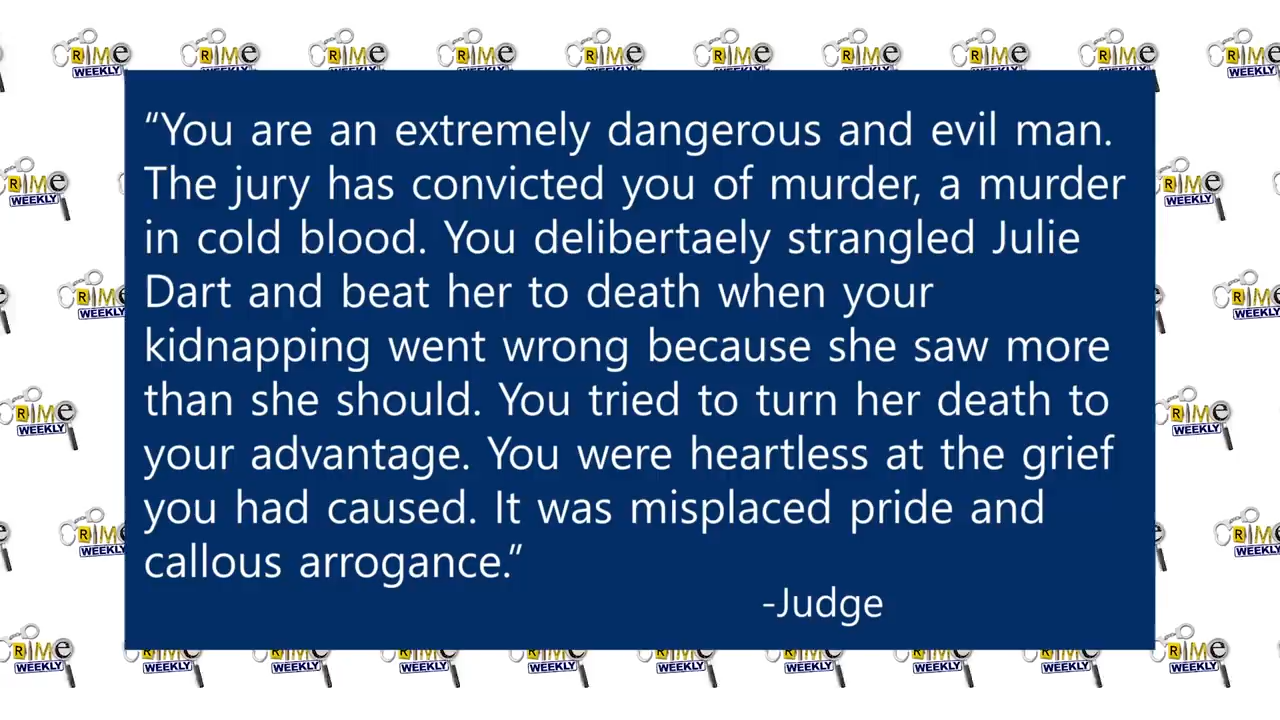 “You are an extremely dangerous and evil man.
The jury has convicted you of murder, a murder
in cold blood. You delibertaely strangled Julie
Dart and beat her to death when your
kidnapping went wrong because she saw more
than she should. You tried to turn her death to
your advantage. You were heartless at the grief
you had caused. It was misplaced pride and
callous arrogance.”
-Judge
CRIME
WEEKLY